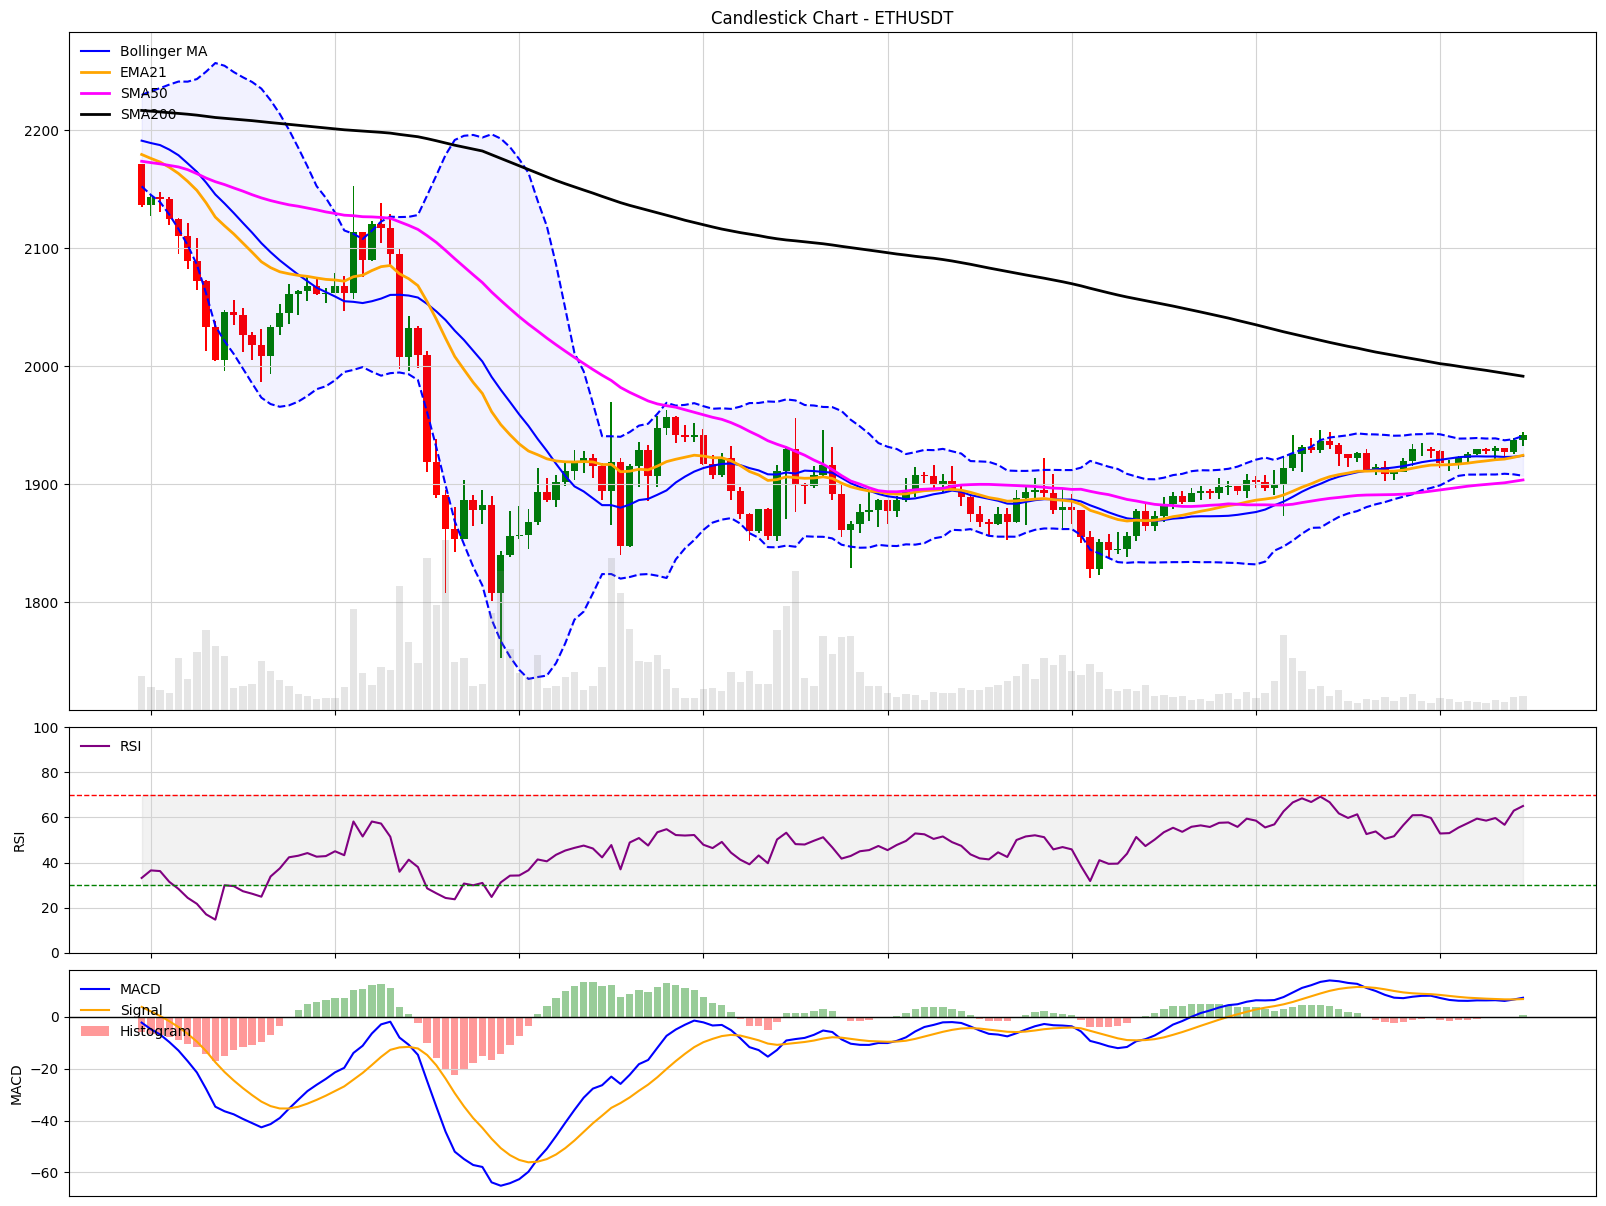 Candlestick Chart - ETHUSDT
Bollinger MA
EMA21
SMA50
SMA200
2200
2100
2000
1900
1800
RSI
100
80
60
40
20
0
RSI
MACD
Signal
Histogram
0
−20
−40
−60
MACD